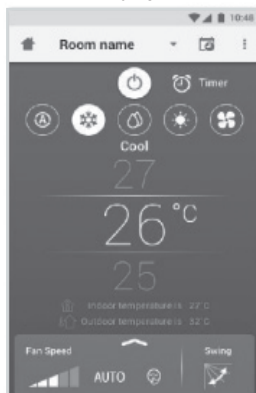 10:48
Room name
Timer
A
Cool
27
26°C
25
Indoor temperature is 27°C
Outdoor temperature is 32°C
Fan Speed
Swing
AUTO